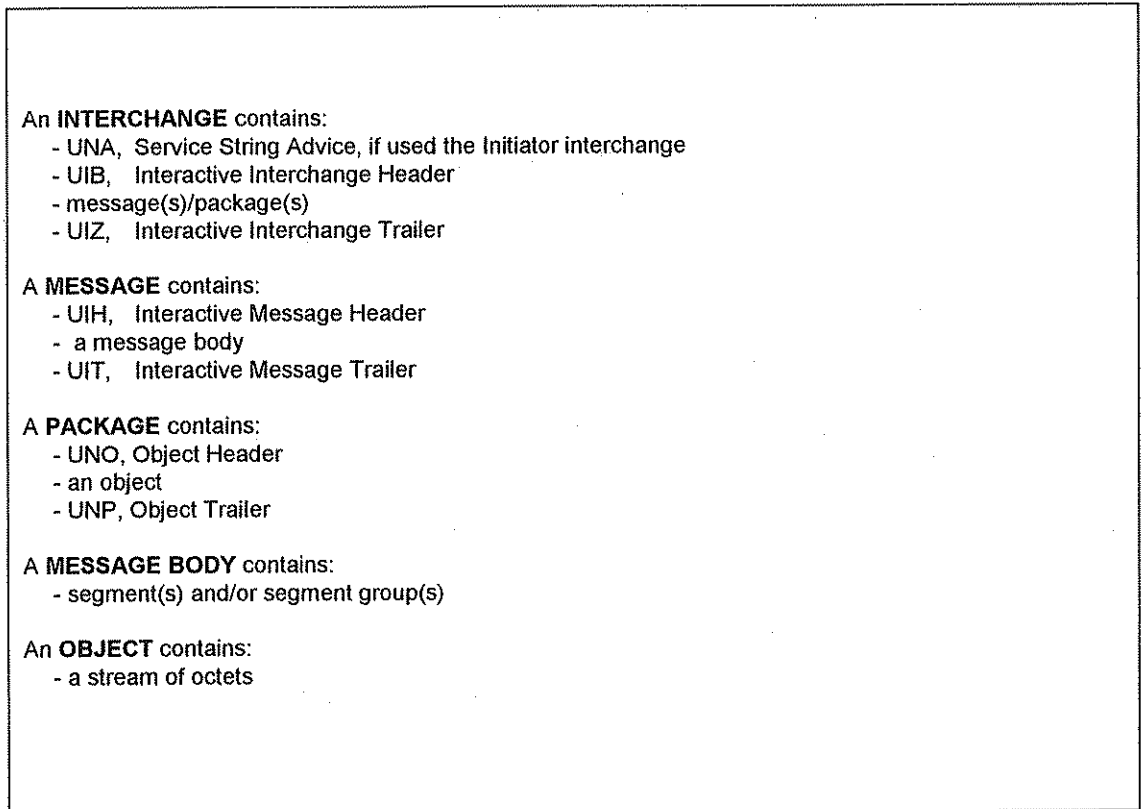 An INTERCHANGE contains:
- UNA, Service String Advice, if used the Initiator interchange
- UIB, Interactive Interchange Header
- message(s)/package(s)
- UIZ, Interactive Interchange Trailer
A MESSAGE contains:
- UIH, Interactive Message Header
- a message body
- UIT, Interactive Message Trailer
A PACKAGE contains:
- UNO, Object Header
- an object
- UNP, Object Trailer
A MESSAGE BODY contains:
- segment(s) and/or segment group(s)
An OBJECT contains:
- a stream of octets